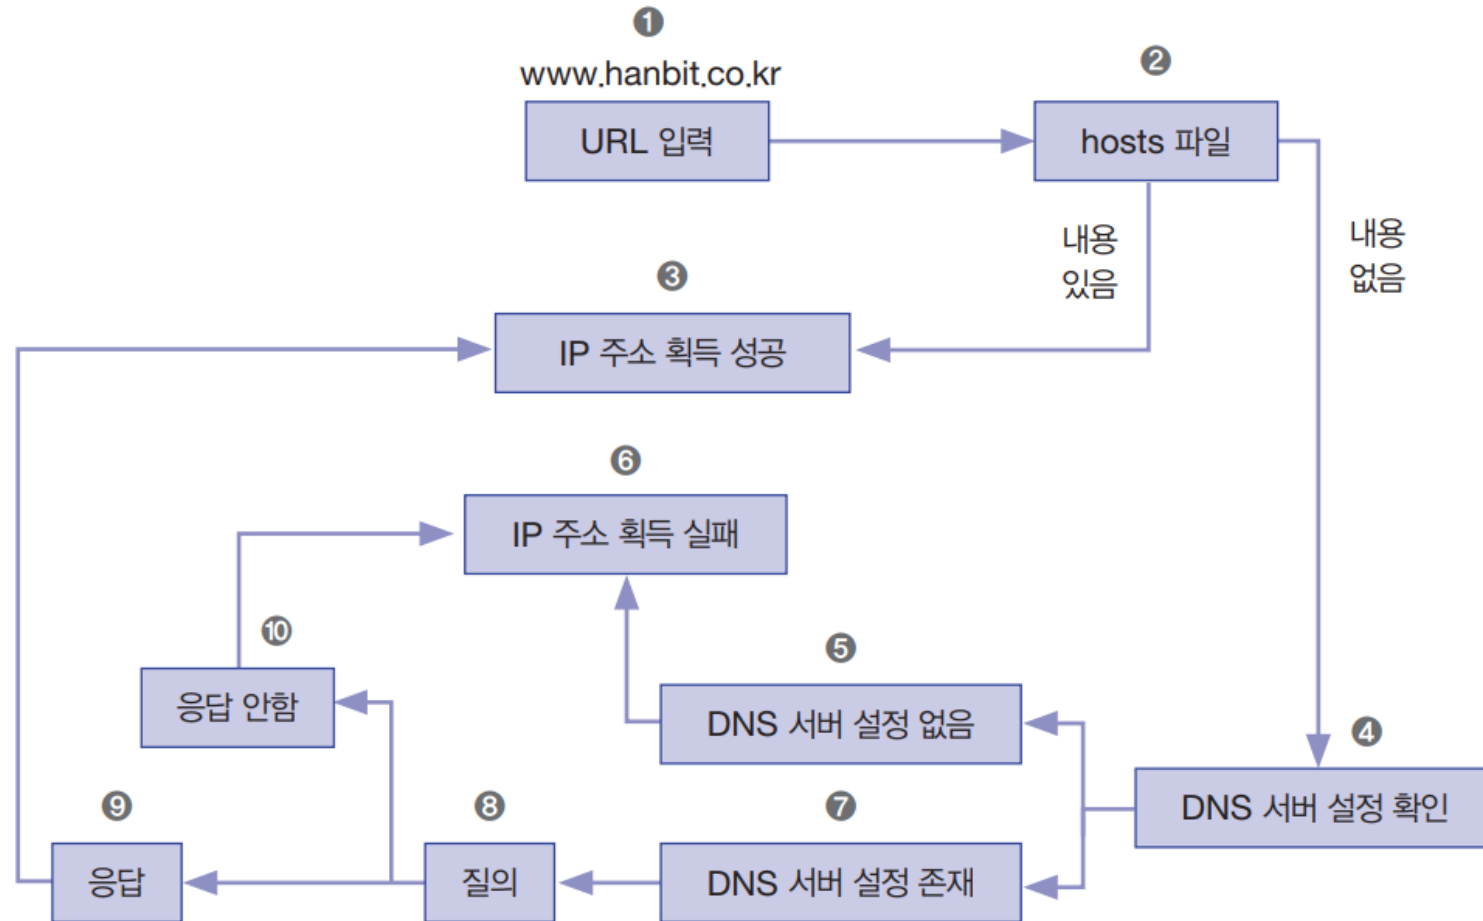 ❶
www.hanbit.co.kr
URL 입력
❷
hosts 파일
내용
있음
내용
없음
❸
IP 주소 획득 성공
❻
IP 주소 획득 실패
❿
응답 안함
❺
DNS 서버 설정 없음
❹
DNS 서버 설정 확인
❾
응답
❽
질의
❼
DNS 서버 설정 존재